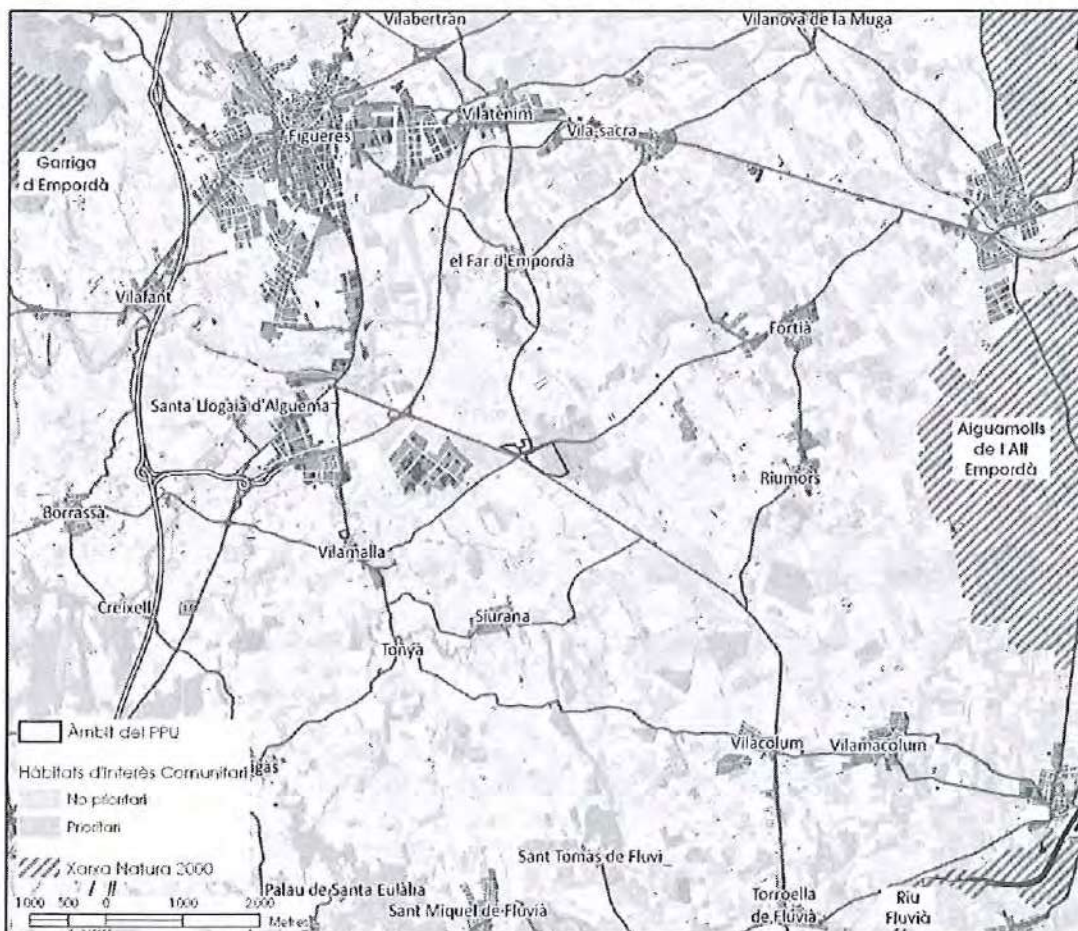 Vilabertran
Vilanova de la Muga
Figueres
Vilatenim
Vila-sacra
Garriga
d Empordà
el Far d'Empordà
Vilafant
Fortià
Santa Llogaia d'Àlguema
Aiguamolls
de l Alt
Empordà
Riumors
Borrassà
Vilamalla
Creixell
Siurana
Tonyà
Àmbit del PPU
Vilacolum
Vilamacolum
Hàbitats d'Interès Comunitari
igàs
No prioritari
Prioritari
Xarxa Natura 2000
Sant Tomàs de Fluvi_
Palau de Santa Eulàlia
Sant Miquel de Fluvià
Torroella
de Fluvià
Riu
Fluvià
1000 500 0 1000 2000
Metres